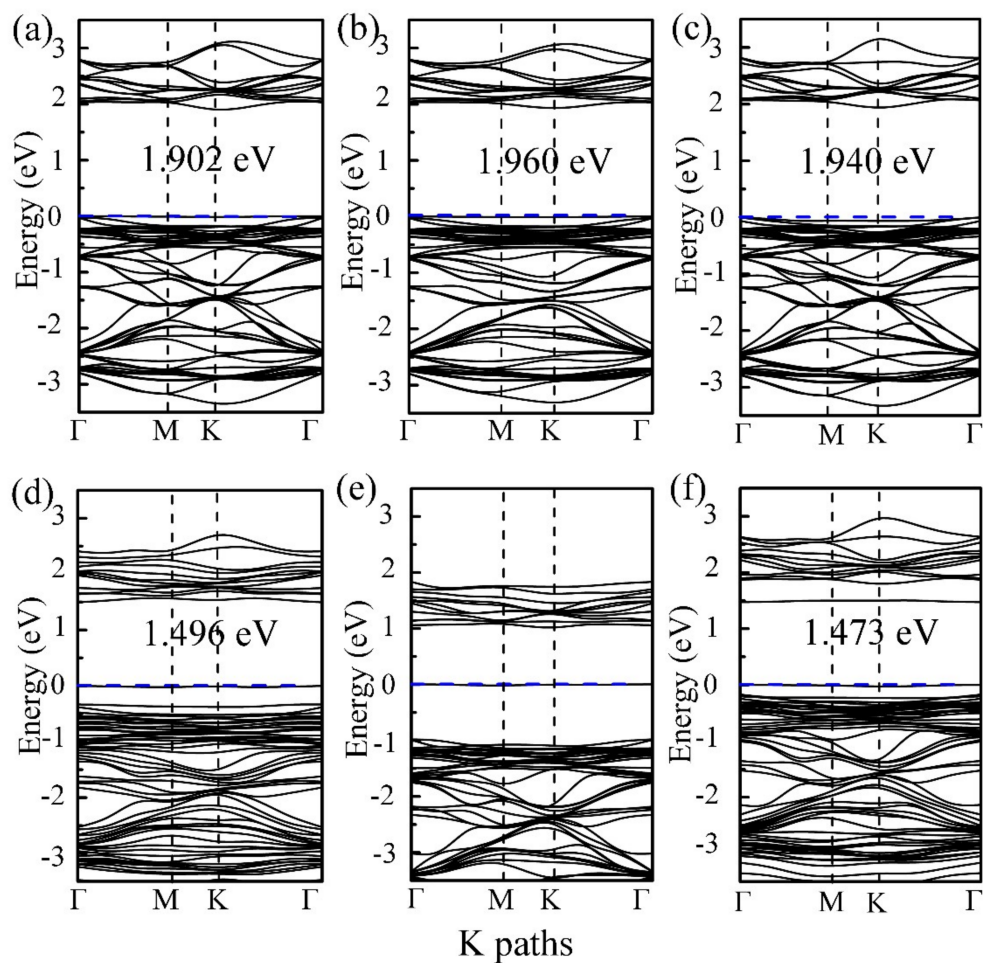 (a) (b) (c)
3 3 3
2 2 2
1 1.902 eV 1 1.960 eV 1 1.940 eV
0 0 0
-1 -1 -1
-2 -2 -2
-3 -3 -3
Energy (eV) Energy (eV) Energy (eV)
Γ M K Γ Γ M K Γ Γ M K Γ
(d) (e) (f)
3 3 3
2 2 2
1 1.496 eV 1 1 1.473 eV
0 0 0
-1 -1 -1
-2 -2 -2
-3 -3 -3
Energy (eV) Energy (eV) Energy (eV)
Γ M K Γ Γ M K Γ Γ M K Γ
K paths